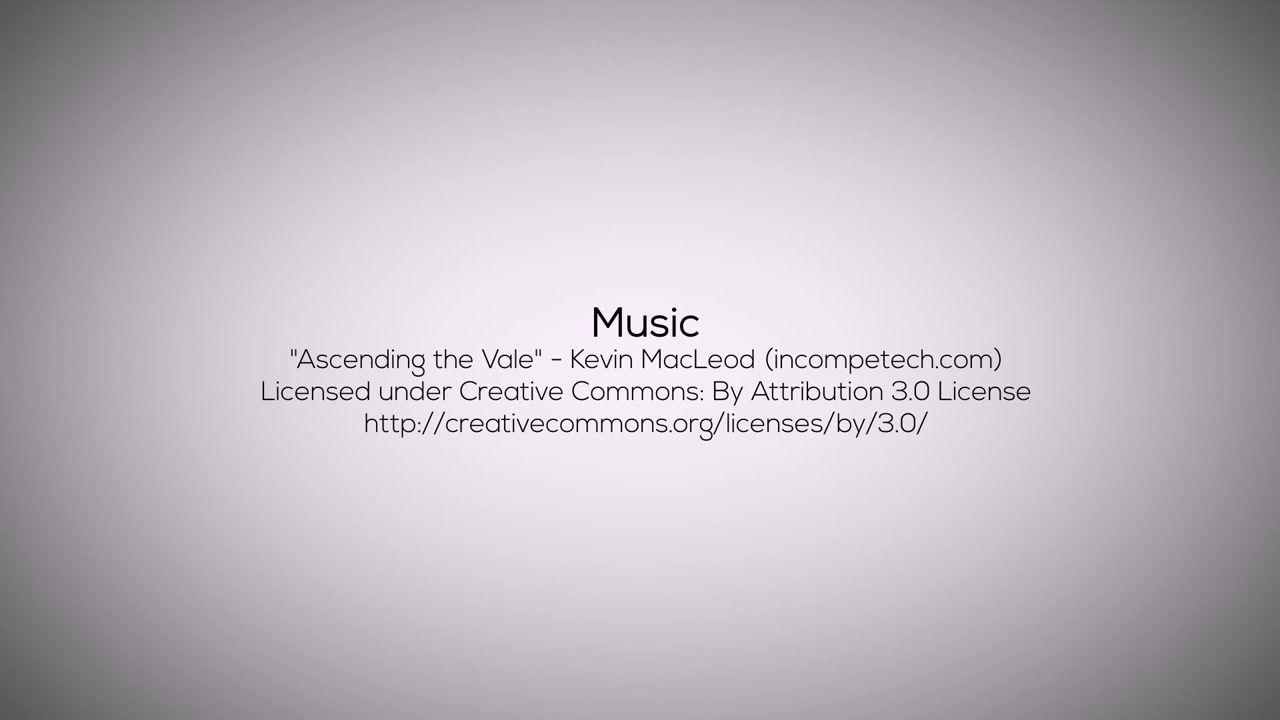 Music
"Ascending the Vale" - Kevin MacLeod (incompetech.com)
Licensed under Creative Commons: By Attribution 3.0 License
http://creativecommons.org/licenses/by/3.0/